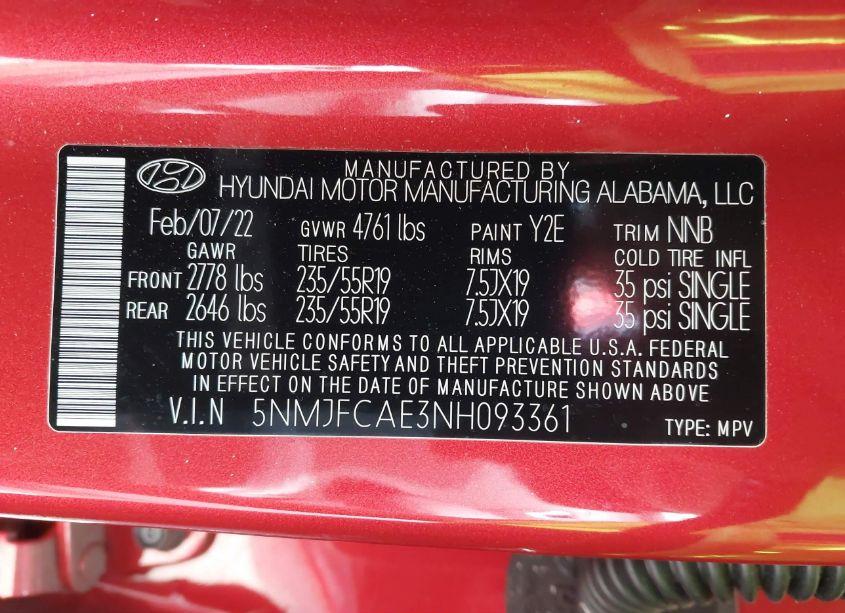 MANUFACTURED BY
HYUNDAI MOTOR MANUFACTURING ALABAMA, LLC
Feb/07/22 GVWR 4761 lbs PAINT Y2E TRIM NNB
GAWR TIRES RIMS COLD TIRE INFL
FRONT 2778 lbs 235/55R19 7.5JX19 35 psi SINGLE
REAR 2646 lbs 235/55R19 7.5JX19 35 psi SINGLE
THIS VEHICLE CONFORMS TO ALL APPLICABLE U.S.A. FEDERAL
MOTOR VEHICLE SAFETY AND THEFT PREVENTION STANDARDS
IN EFFECT ON THE DATE OF MANUFACTURE SHOWN ABOVE
V.I.N 5NMJFCAE3NH093361 TYPE: MPV